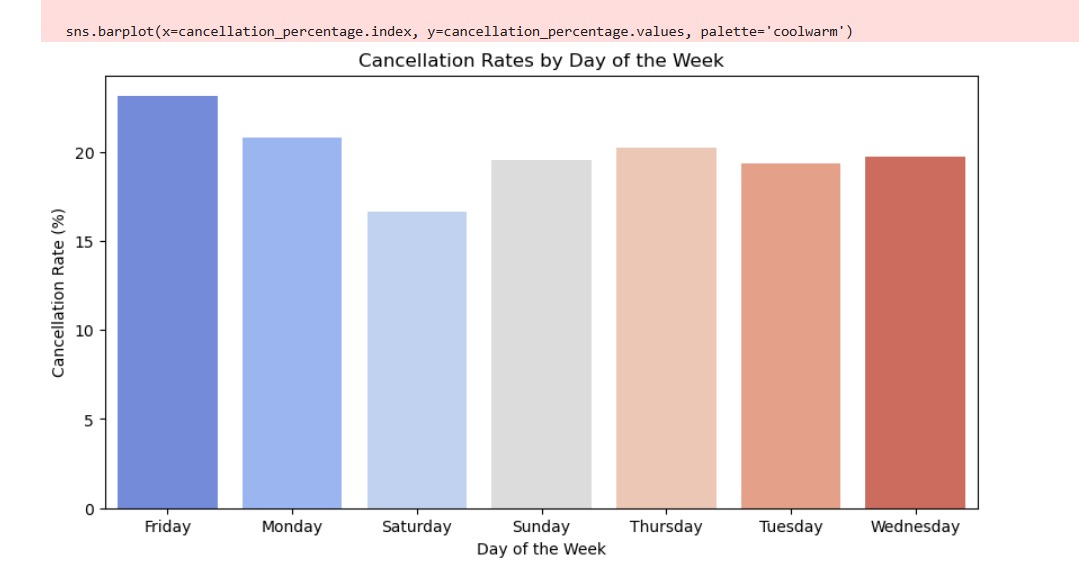 sns.barplot(x=cancellation_percentage.index, y=cancellation_percentage.values, palette='coolwarm')
Cancellation Rates by Day of the Week
Cancellation Rate (%)
20
15
10
5
0
Friday Monday Saturday Sunday Thursday Tuesday Wednesday
Day of the Week